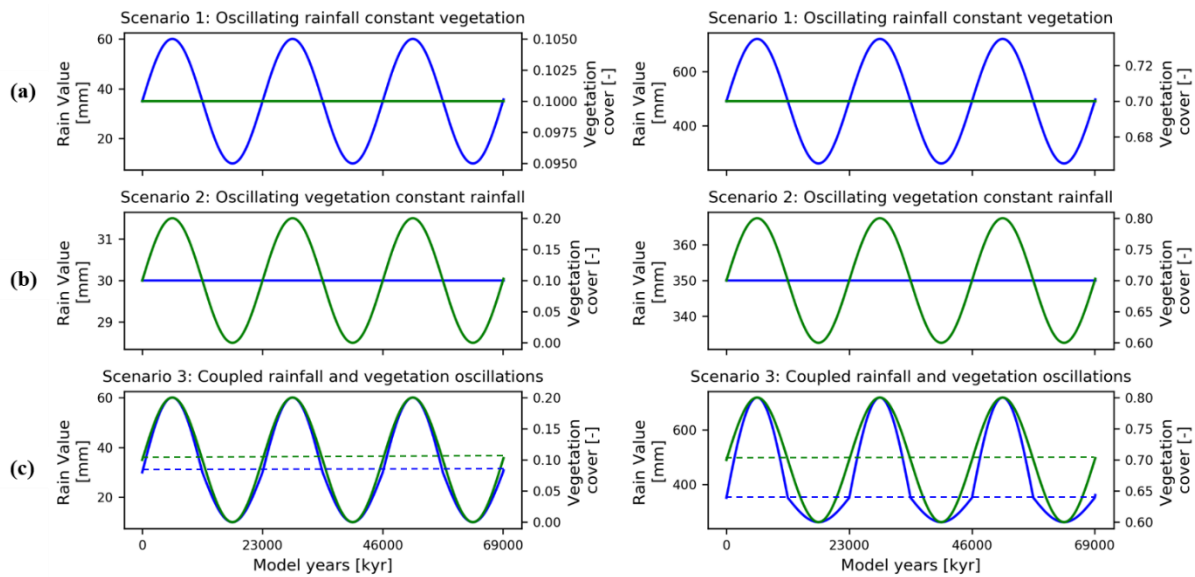 Scenario 1: Oscillating rainfall constant vegetation
Scenario 1: Oscillating rainfall constant vegetation
(a)
Rain Value
[mm]
60
40
20
0.1050
0.1025
0.1000
0.0975
0.0950
Vegetation
cover [-]
Rain Value
[mm]
600
400
0.72
0.70
0.68
Vegetation
cover [-]
Scenario 2: Oscillating vegetation constant rainfall
Scenario 2: Oscillating vegetation constant rainfall
(b)
Rain Value
[mm]
31
30
29
0.20
0.15
0.10
0.05
0.00
Vegetation
cover [-]
Rain Value
[mm]
360
350
340
0.80
0.75
0.70
0.65
0.60
Vegetation
cover [-]
Scenario 3: Coupled rainfall and vegetation oscillations
Scenario 3: Coupled rainfall and vegetation oscillations
(c)
Rain Value
[mm]
60
40
20
0.20
0.15
0.10
0.05
0.00
Vegetation
cover [-]
0
23000
46000
69000
Model years [kyr]
Rain Value
[mm]
600
400
0.80
0.75
0.70
0.65
0.60
Vegetation
cover [-]
0
23000
46000
69000
Model years [kyr]